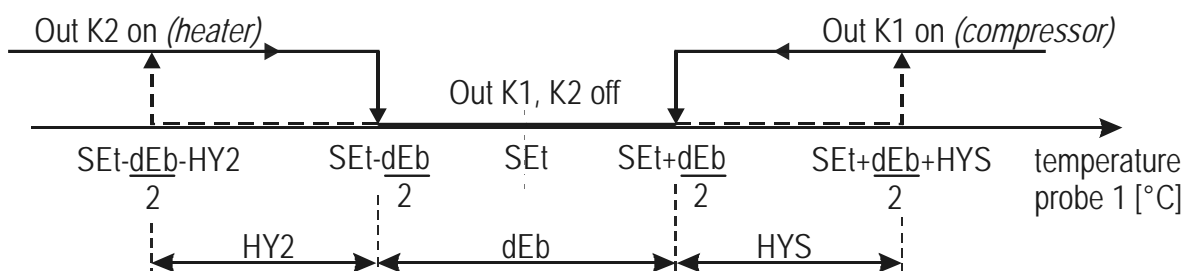 Out K2 on (heater)
Out K1 on (compressor)
Out K1, K2 off
SEt-dEb-HY2
2
SEt-dEb
2
SEt
SEt+dEb
2
SEt+dEb+HYS
2
temperature
probe 1 [°C]
HY2
dEb
HYS